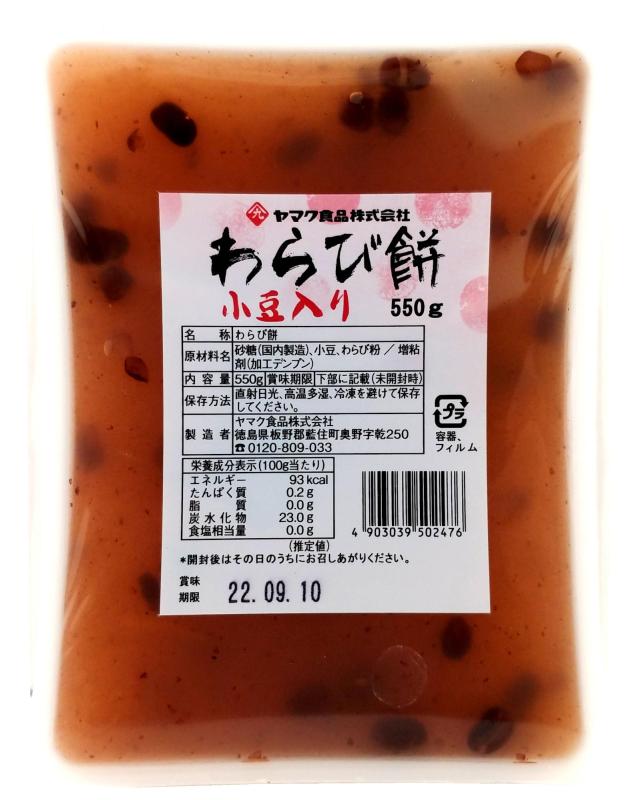 ヤマク食品株式会社
わらび餅
小豆入り 550g
名称 わらび餅
原材料名 砂糖(国内製造)、小豆、わらび粉 / 増粘
剤(加工デンプン)
内容量 550g 賞味期限 下部に記載(未開封時)
保存方法 直射日光、高温多湿、冷凍を避けて保存
してください。
製造者 ヤマク食品株式会社
徳島県板野郡藍住町奥野字乾250
☎0120-809-033
プラ
容器、
フィルム
栄養成分表示(100g当たり)
エネルギー 93kcal
たんぱく質 0.2g
脂質 0.0g
炭水化物 23.0g
食塩相当量 0.0g
(推定値)
4 903039 502476
*開封後はその日のうちにお召しあがりください。
賞味
期限 22.09.10